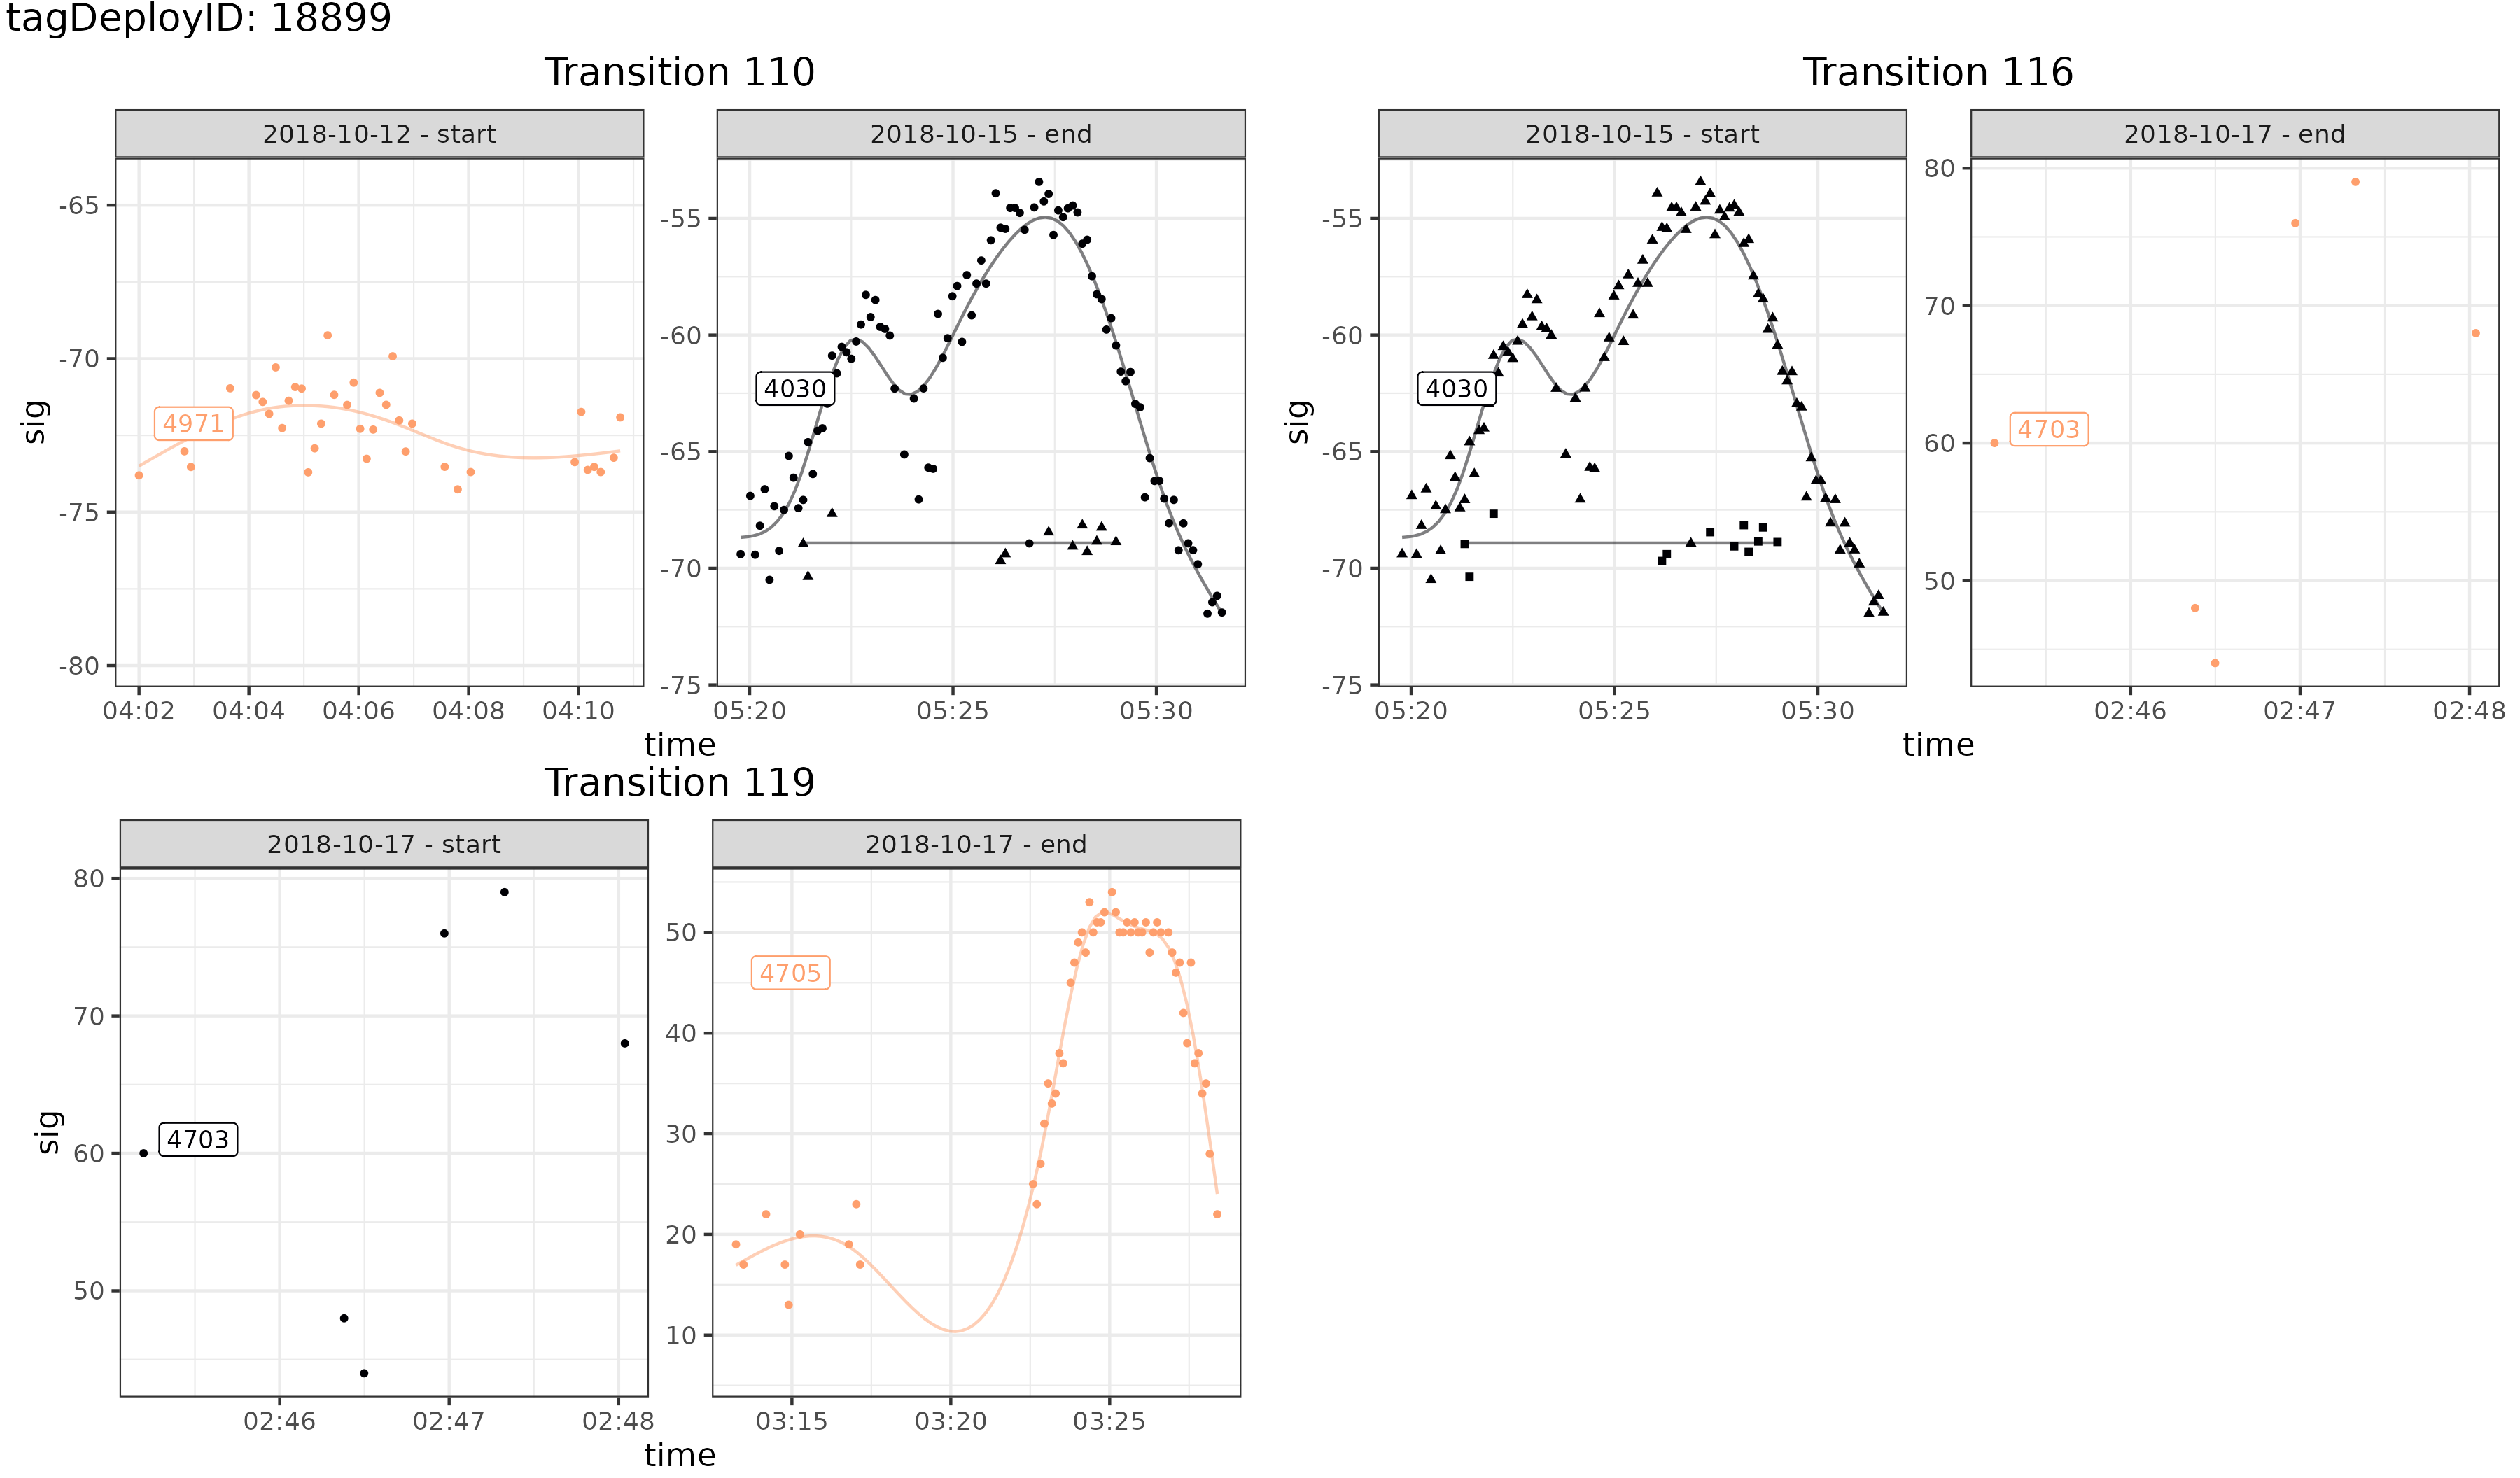 tagDeployID: 18899
Transition 110
Transition 116
2018-10-12 - start
2018-10-15 - end
2018-10-15 - start
2018-10-17 - end
sig
-65
-70
-75
-80
4971
04:02 04:04 04:06 04:08 04:10
-55
-60
-65
-70
-75
4030
05:20 05:25 05:30
time
sig
-55
-60
-65
-70
-75
4030
05:20 05:25 05:30
80
70
60
50
4703
02:46 02:47 02:48
time
Transition 119
2018-10-17 - start
2018-10-17 - end
sig
80
70
60
50
4703
02:46 02:47 02:48
50
40
30
20
10
4705
03:15 03:20 03:25
time